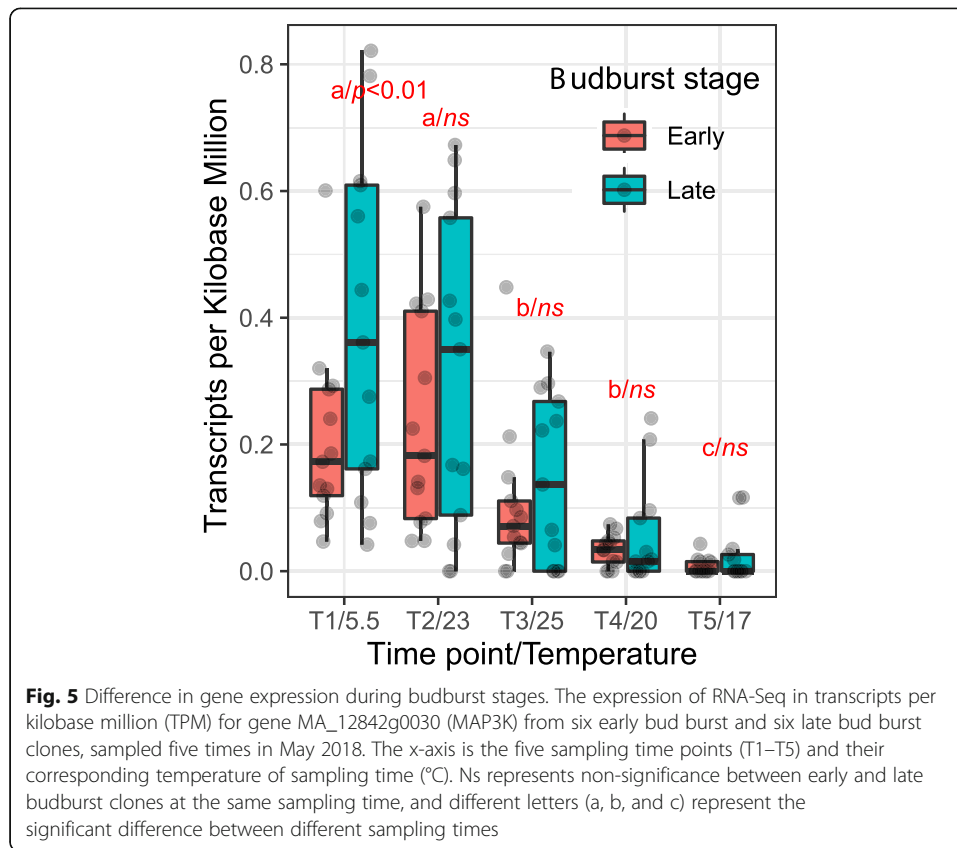 Transcripts per Kilobase Million
0.8
0.6
0.4
0.2
0.0
a/p<0.01
a/ns
b/ns
b/ns
c/ns
Budburst stage
Early
Late
T1/5.5 T2/23 T3/25 T4/20 T5/17
Time point/Temperature
Fig. 5 Difference in gene expression during budburst stages. The expression of RNA-Seq in transcripts per
kilobase million (TPM) for gene MA_12842g0030 (MAP3K) from six early bud burst and six late bud burst
clones, sampled five times in May 2018. The x-axis is the five sampling time points (T1–T5) and their
corresponding temperature of sampling time (°C). Ns represents non-significance between early and late
budburst clones at the same sampling time, and different letters (a, b, and c) represent the
significant difference between different sampling times